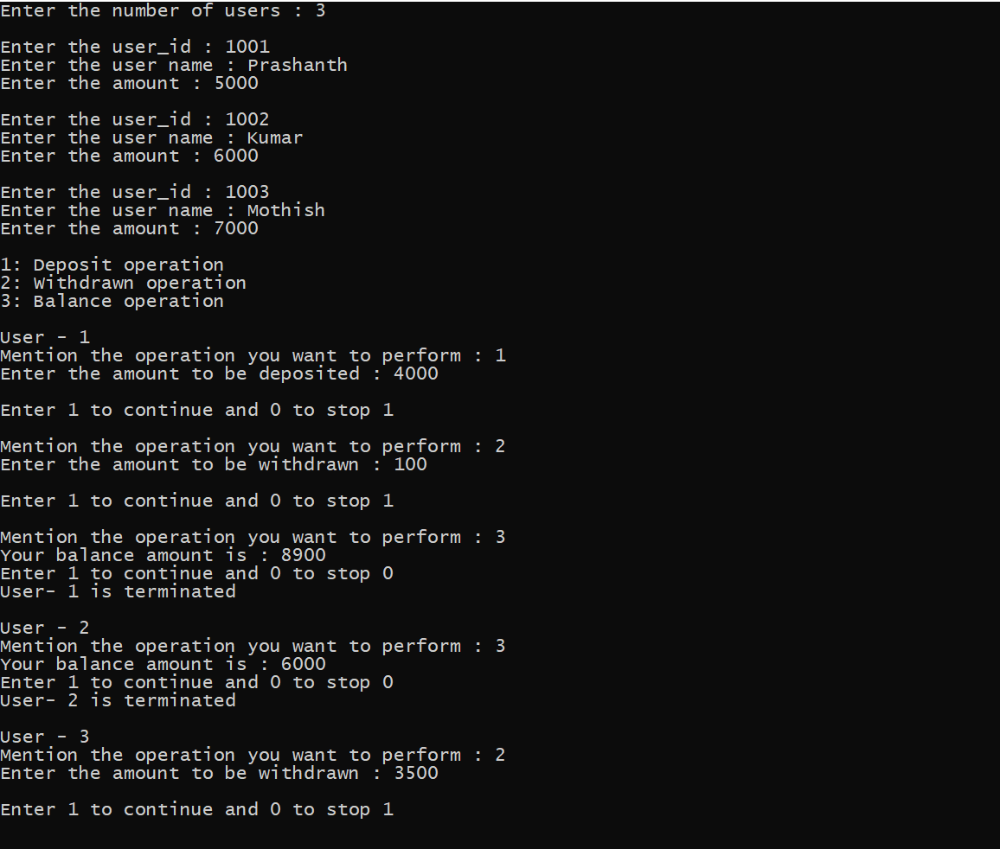 Enter the number of users : 3
Enter the user_id : 1001
Enter the user name : Prashanth
Enter the amount : 5000
Enter the user_id : 1002
Enter the user name : Kumar
Enter the amount : 6000
Enter the user_id : 1003
Enter the user name : Mothish
Enter the amount : 7000
1: Deposit operation
2: Withdrawn operation
3: Balance operation
User - 1
Mention the operation you want to perform : 1
Enter the amount to be deposited : 4000
Enter 1 to continue and 0 to stop 1
Mention the operation you want to perform : 2
Enter the amount to be withdrawn : 100
Enter 1 to continue and 0 to stop 1
Mention the operation you want to perform : 3
Your balance amount is : 8900
Enter 1 to continue and 0 to stop 0
User- 1 is terminated
User - 2
Mention the operation you want to perform : 3
Your balance amount is : 6000
Enter 1 to continue and 0 to stop 0
User- 2 is terminated
User - 3
Mention the operation you want to perform : 2
Enter the amount to be withdrawn : 3500
Enter 1 to continue and 0 to stop 1